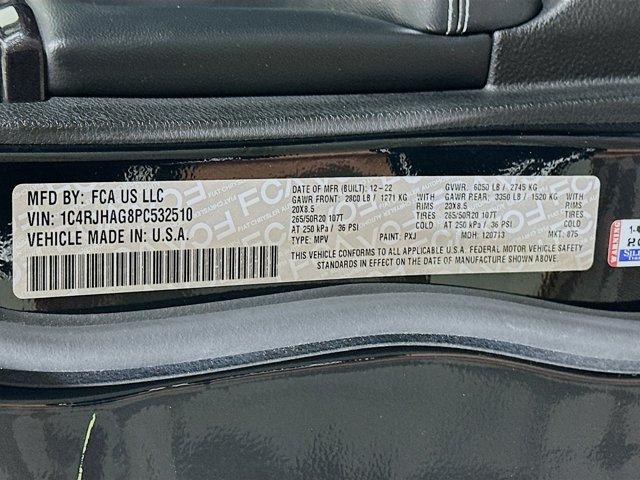 MFD BY: FCA US LLC
VIN: 1C4RJHAG8PC532510
VEHICLE MADE IN: U.S.A.
DATE OF MFR (BUILT): 12-22 GVWR: 6050 LB / 2745 KG
GAWR FRONT: 2800 LB / 1271 KG WITH GAWR REAR: 3350 LB / 1520 KG WITH
20X8.5 RIMS 20X8.5 RIMS
265/50R20 107T TIRES 265/50R20 107T TIRES
AT 250 kPa / 36 PSI COLD AT 250 kPa / 36 PSI COLD
TYPE: MPV PAINT: PXJ MDH: 120713 MKT: 875
THIS VEHICLE CONFORMS TO ALL APPLICABLE U.S.A. FEDERAL MOTOR VEHICLE SAFETY
STANDARDS IN EFFECT ON THE DATE OF MFR SHOWN ABOVE.
FCA
WARNING